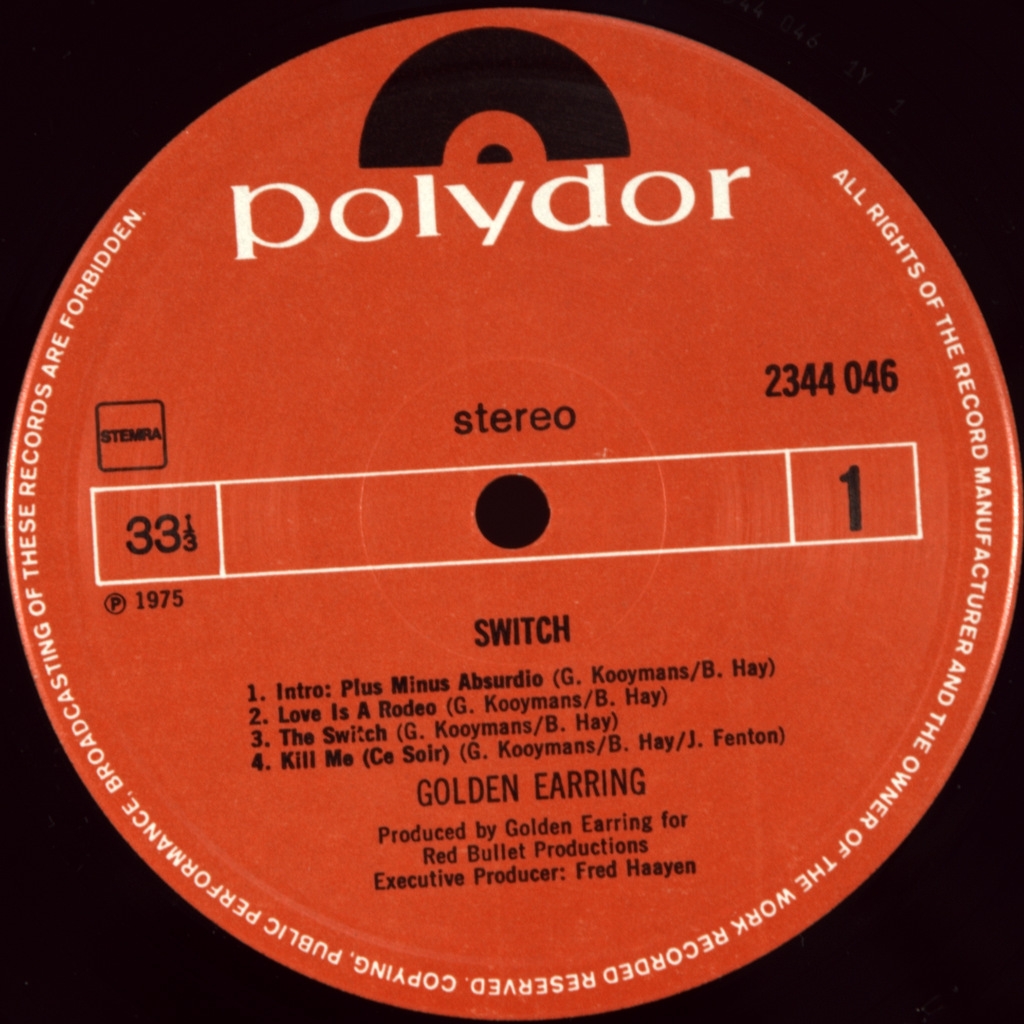 polydor
ALL RIGHTS OF THE RECORD MANUFACTURER AND THE OWNER OF THE WORK RECORDED RESERVED. COPYING, PUBLIC PERFORMANCE, BROADCASTING OF THESE RECORDS ARE FORBIDDEN.
2344 046
stereo
STEMRA
33⅓
1
Ⓟ 1975
SWITCH
1. Intro: Plus Minus Absurdio (G. Kooymans/B. Hay)
2. Love Is A Rodeo (G. Kooymans/B. Hay)
3. The Switch (G. Kooymans/B. Hay)
4. Kill Me (Ce Soir) (G. Kooymans/B. Hay/J. Fenton)
GOLDEN EARRING
Produced by Golden Earring for
Red Bullet Productions
Executive Producer: Fred Haayen